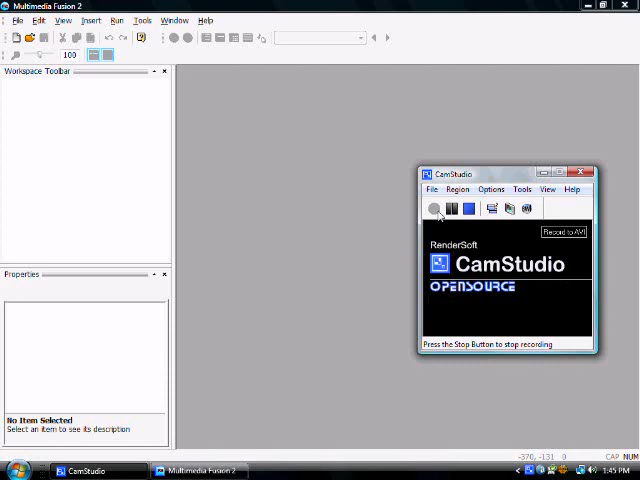 Multimedia Fusion 2
File Edit View Insert Run Tools Window Help
100
Workspace Toolbar
Properties
No Item Selected
Select an item to see its description
CamStudio
File Region Options Tools View Help
Record to AVI
RenderSoft
CamStudio
OPENSOURCE
Press the Stop Button to stop recording
-370, -131 0 CAP NUM
CamStudio Multimedia Fusion 2 1:45 PM